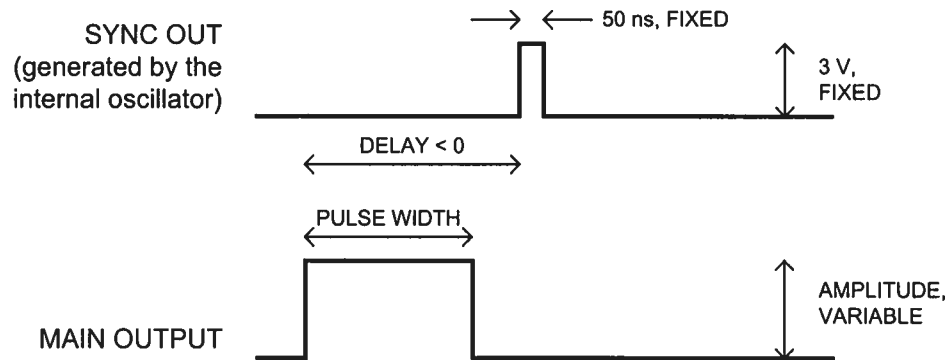 50 ns, FIXED
SYNC OUT
(generated by the
internal oscillator)
3 V,
FIXED
DELAY < 0
PULSE WIDTH
AMPLITUDE,
VARIABLE
MAIN OUTPUT